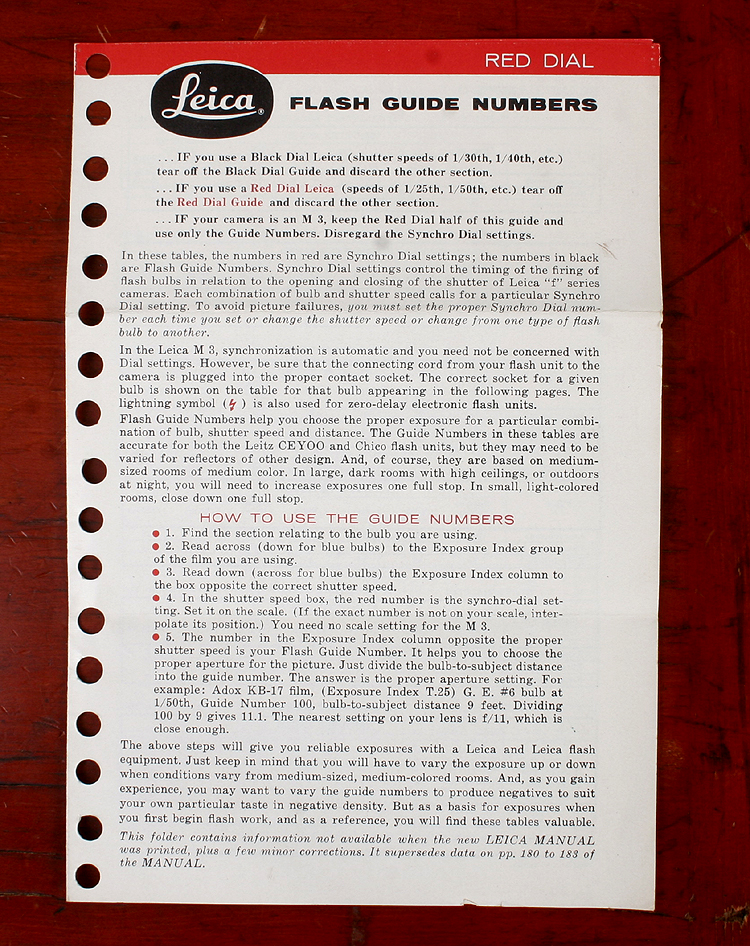 RED DIAL
Leica®
FLASH GUIDE NUMBERS
... IF you use a Black Dial Leica (shutter speeds of 1/30th, 1/40th, etc.)
tear off the Black Dial Guide and discard the other section.
... IF you use a Red Dial Leica (speeds of 1/25th, 1/50th, etc.) tear off
the Red Dial Guide and discard the other section.
... IF your camera is an M 3, keep the Red Dial half of this guide and
use only the Guide Numbers. Disregard the Synchro Dial settings.
In these tables, the numbers in red are Synchro Dial settings; the numbers in black
are Flash Guide Numbers. Synchro Dial settings control the timing of the firing of
flash bulbs in relation to the opening and closing of the shutter of Leica "f" series
cameras. Each combination of bulb and shutter speed calls for a particular Synchro
Dial setting. To avoid picture failures, you must set the proper Synchro Dial num-
ber each time you set or change the shutter speed or change from one type of flash
bulb to another.
In the Leica M 3, synchronization is automatic and you need not be concerned with
Dial settings. However, be sure that the connecting cord from your flash unit to the
camera is plugged into the proper contact socket. The correct socket for a given
bulb is shown on the table for that bulb appearing in the following pages. The
lightning symbol (⚡) is also used for zero-delay electronic flash units.
Flash Guide Numbers help you choose the proper exposure for a particular combi-
nation of bulb, shutter speed and distance. The Guide Numbers in these tables are
accurate for both the Leitz CEYOO and Chico flash units, but they may need to be
varied for reflectors of other design. And, of course, they are based on medium-
sized rooms of medium color. In large, dark rooms with high ceilings, or outdoors
at night, you will need to increase exposures one full stop. In small, light-colored
rooms, close down one full stop.
HOW TO USE THE GUIDE NUMBERS
● 1. Find the section relating to the bulb you are using.
● 2. Read across (down for blue bulbs) to the Exposure Index group
of the film you are using.
● 3. Read down (across for blue bulbs) the Exposure Index column to
the box opposite the correct shutter speed.
● 4. In the shutter speed box, the red number is the synchro-dial set-
ting. Set it on the scale. (If the exact number is not on your scale, inter-
polate its position.) You need no scale setting for the M 3.
● 5. The number in the Exposure Index column opposite the proper
shutter speed is your Flash Guide Number. It helps you to choose the
proper aperture for the picture. Just divide the bulb-to-subject distance
into the guide number. The answer is the proper aperture setting. For
example: Adox KB-17 film, (Exposure Index T.25) G. E. #6 bulb at
1/50th, Guide Number 100, bulb-to-subject distance 9 feet. Dividing
100 by 9 gives 11.1. The nearest setting on your lens is f/11, which is
close enough.
The above steps will give you reliable exposures with a Leica and Leica flash
equipment. Just keep in mind that you will have to vary the exposure up or down
when conditions vary from medium-sized, medium-colored rooms. And, as you gain
experience, you may want to vary the guide numbers to produce negatives to suit
your own particular taste in negative density. But as a basis for exposures when
you first begin flash work, and as a reference, you will find these tables valuable.
This folder contains information not available when the new LEICA MANUAL
was printed, plus a few minor corrections. It supersedes data on pp. 180 to 183 of
the MANUAL.